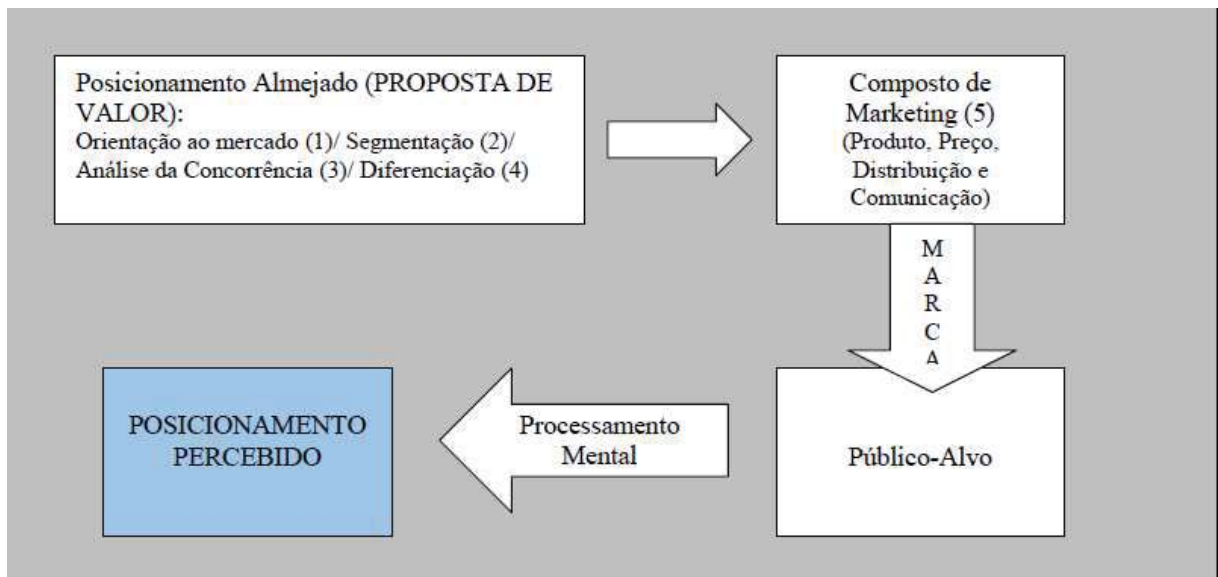 Posicionamento Almejado (PROPOSTA DE
VALOR):
Orientação ao mercado (1)/ Segmentação (2)/
Análise da Concorrência (3)/ Diferenciação (4)
Composto de
Marketing (5)
(Produto, Preço,
Distribuição e
Comunicação)
M
A
R
C
A
Público-Alvo
Processamento
Mental
POSICIONAMENTO
PERCEBIDO